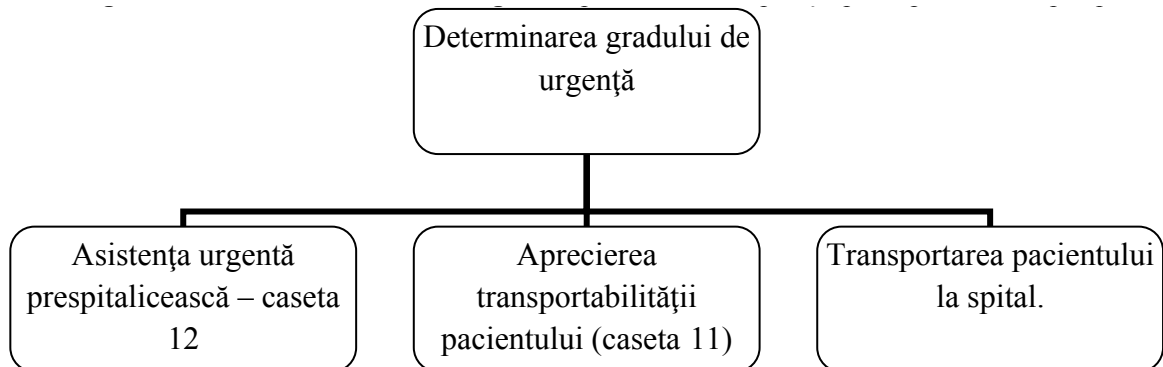 Determinarea gradului de
urgenţă
Asistenţa urgentă
prespitalicească – caseta
12
Aprecierea
transportabilităţii
pacientului (caseta 11)
Transportarea pacientului
la spital.